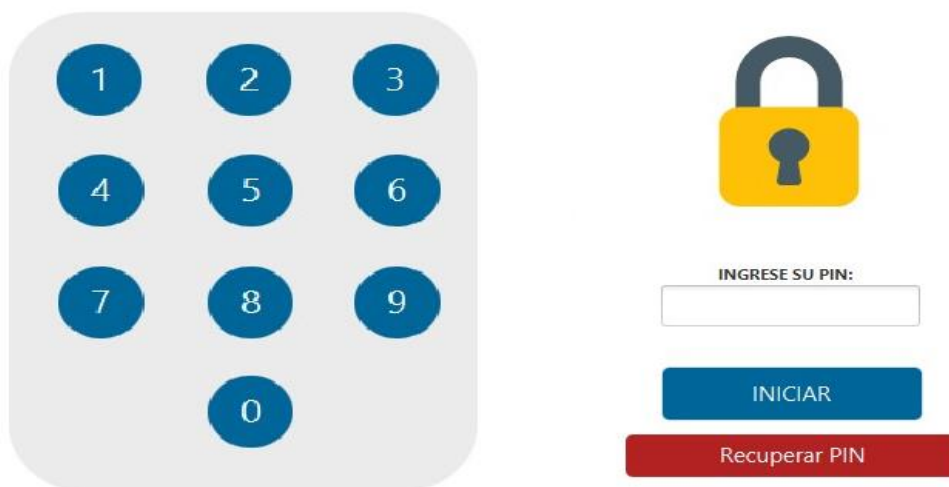 1 2 3
4 5 6
7 8 9
0
INGRESE SU PIN:
INICIAR
Recuperar PIN